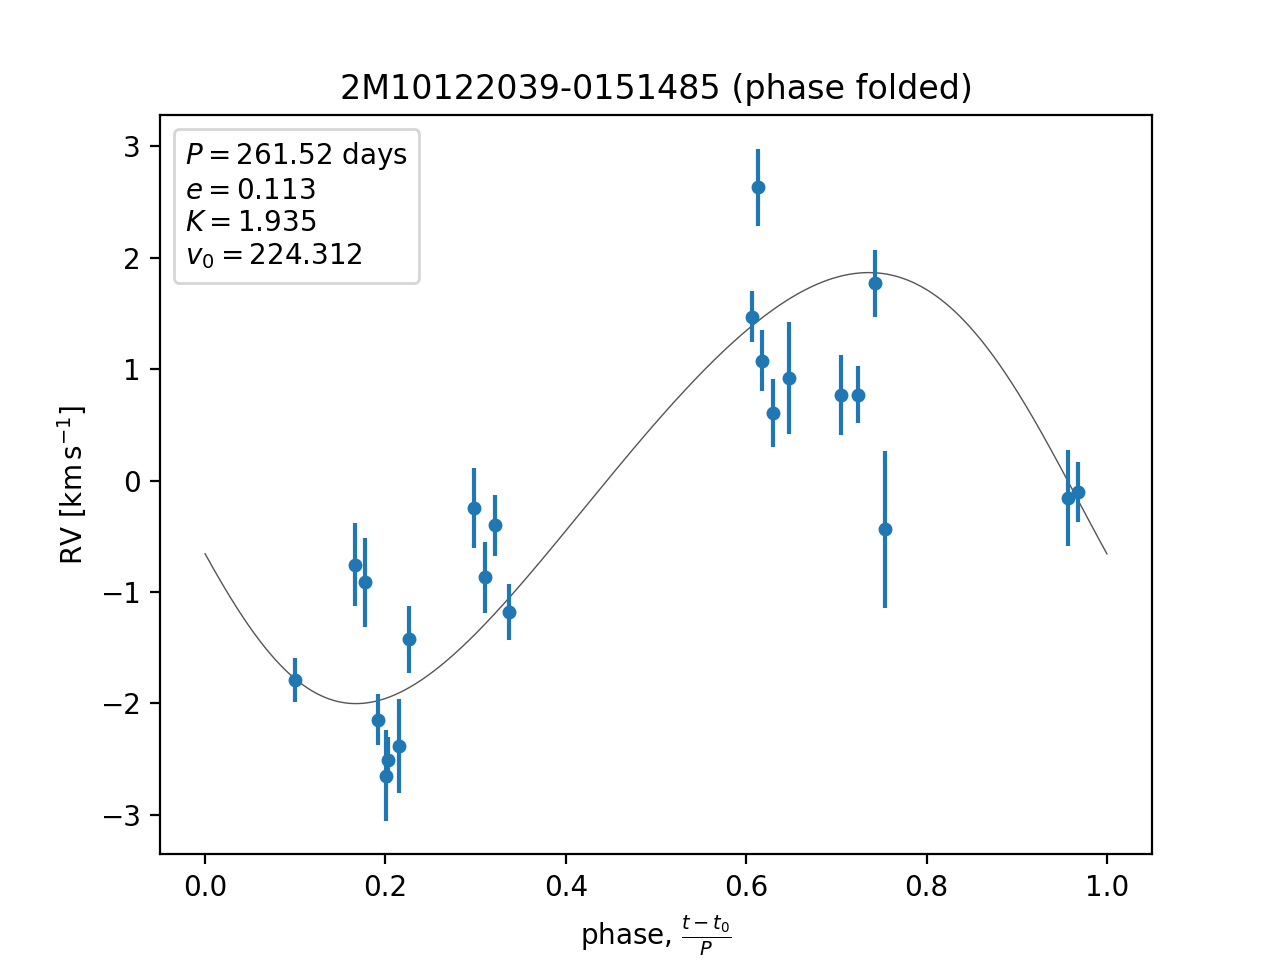 2M10122039-0151485 (phase folded)
P = 261.52 days
e = 0.113
K = 1.935
v₀ = 224.312
3
2
1
0
−1
−2
−3
RV [km s⁻¹]
0.0 0.2 0.4 0.6 0.8 1.0
phase, (t − t₀)/P